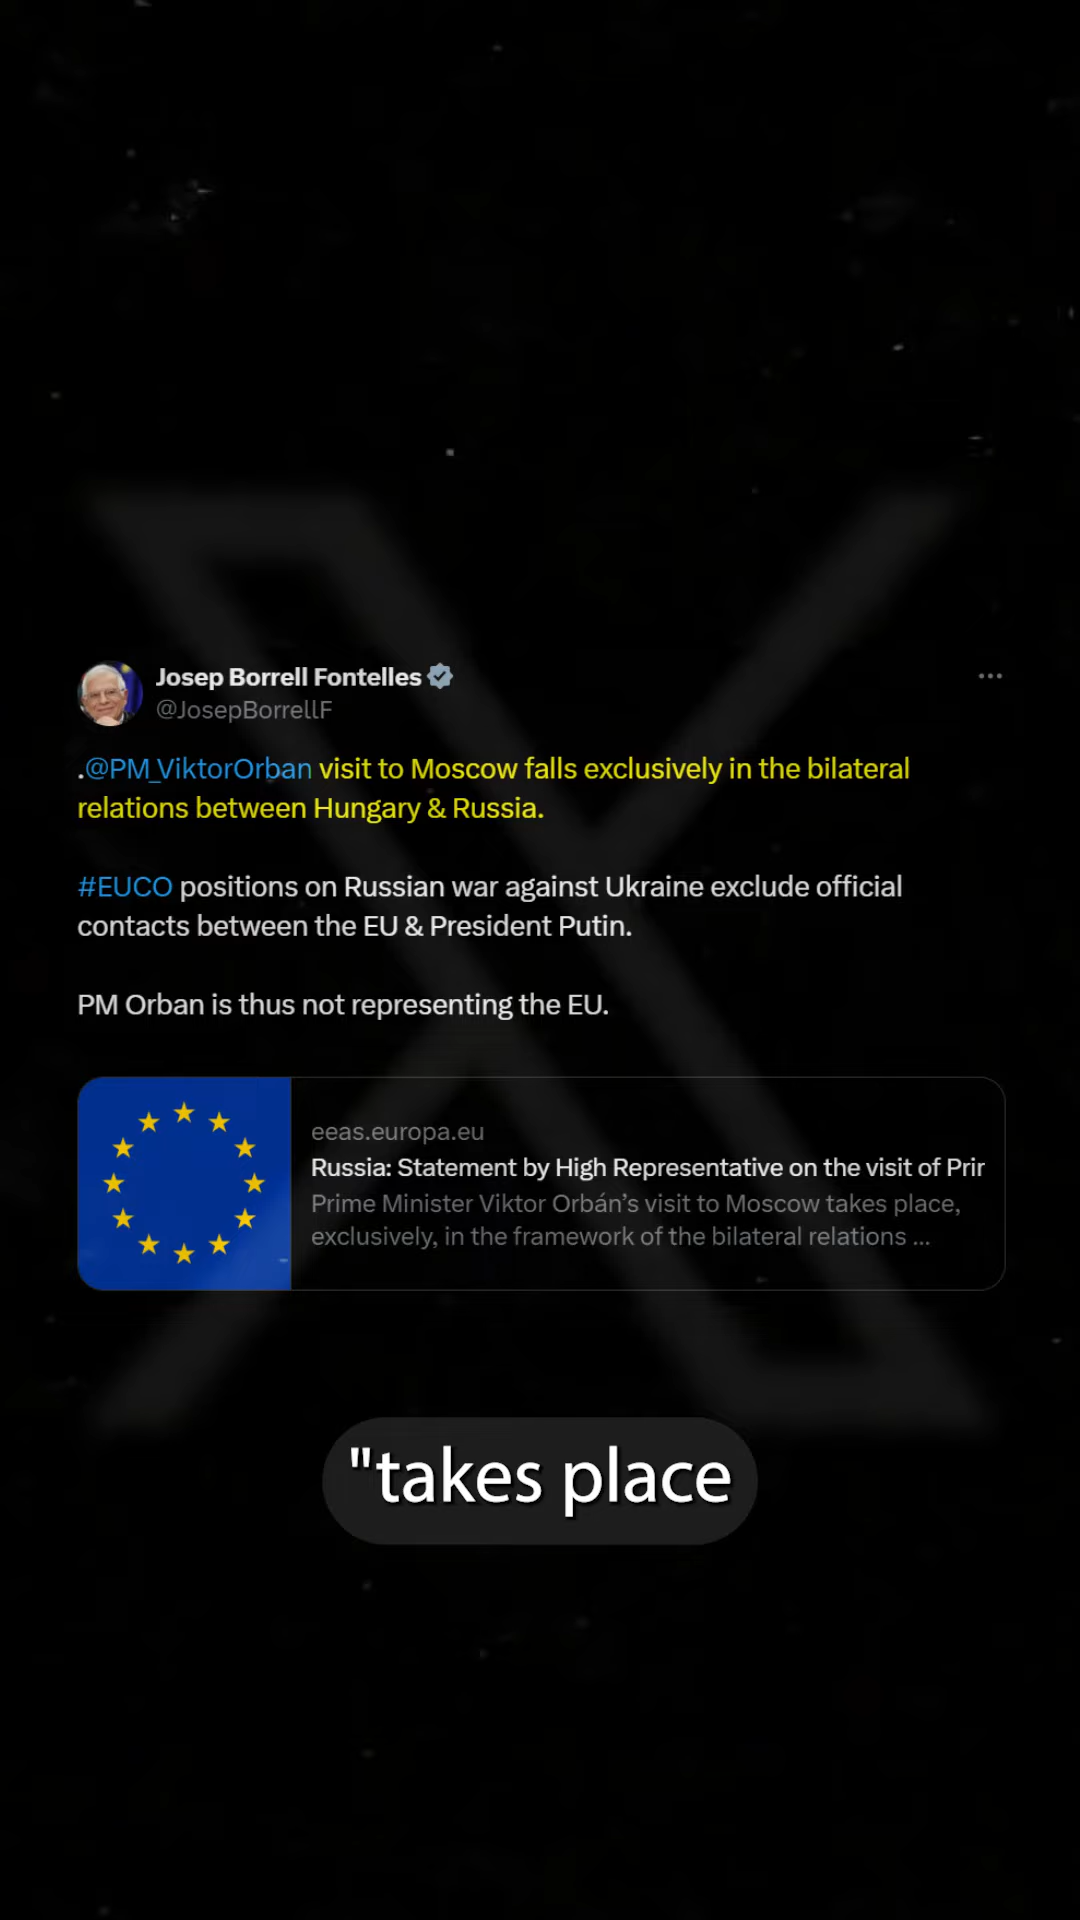 Josep Borrell Fontelles
@JosepBorrellF
.@PM_ViktorOrban visit to Moscow falls exclusively in the bilateral
relations between Hungary & Russia.
#EUCO positions on Russian war against Ukraine exclude official
contacts between the EU & President Putin.
PM Orban is thus not representing the EU.
eeas.europa.eu
Russia: Statement by High Representative on the visit of Prir
Prime Minister Viktor Orbán’s visit to Moscow takes place,
exclusively, in the framework of the bilateral relations ...
"takes place